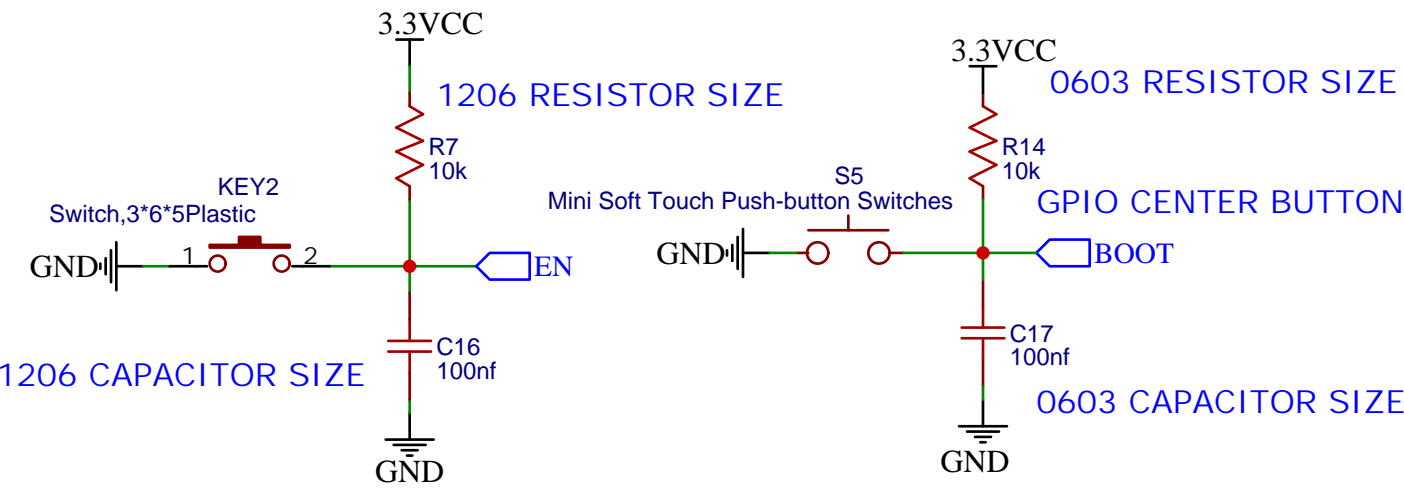 3.3VCC
1206 RESISTOR SIZE
R7
10k
KEY2
Switch,3*6*5Plastic
GND
1
2
EN
C16
100nf
1206 CAPACITOR SIZE
GND
3.3VCC
0603 RESISTOR SIZE
R14
10k
S5
Mini Soft Touch Push-button Switches
GPIO CENTER BUTTON
GND
BOOT
C17
100nf
0603 CAPACITOR SIZE
GND